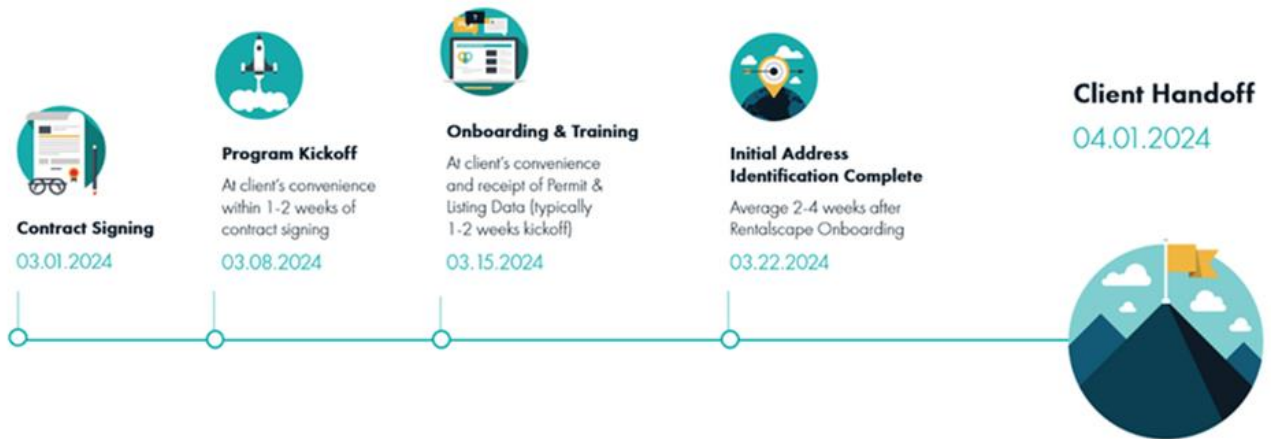 Contract Signing
03.01.2024
Program Kickoff
At client's convenience
within 1-2 weeks of
contract signing
03.08.2024
Onboarding & Training
At client's convenience
and receipt of Permit &
Listing Data (typically
1-2 weeks kickoff)
03.15.2024
Initial Address
Identification Complete
Average 2-4 weeks after
Rentalscape Onboarding
03.22.2024
Client Handoff
04.01.2024